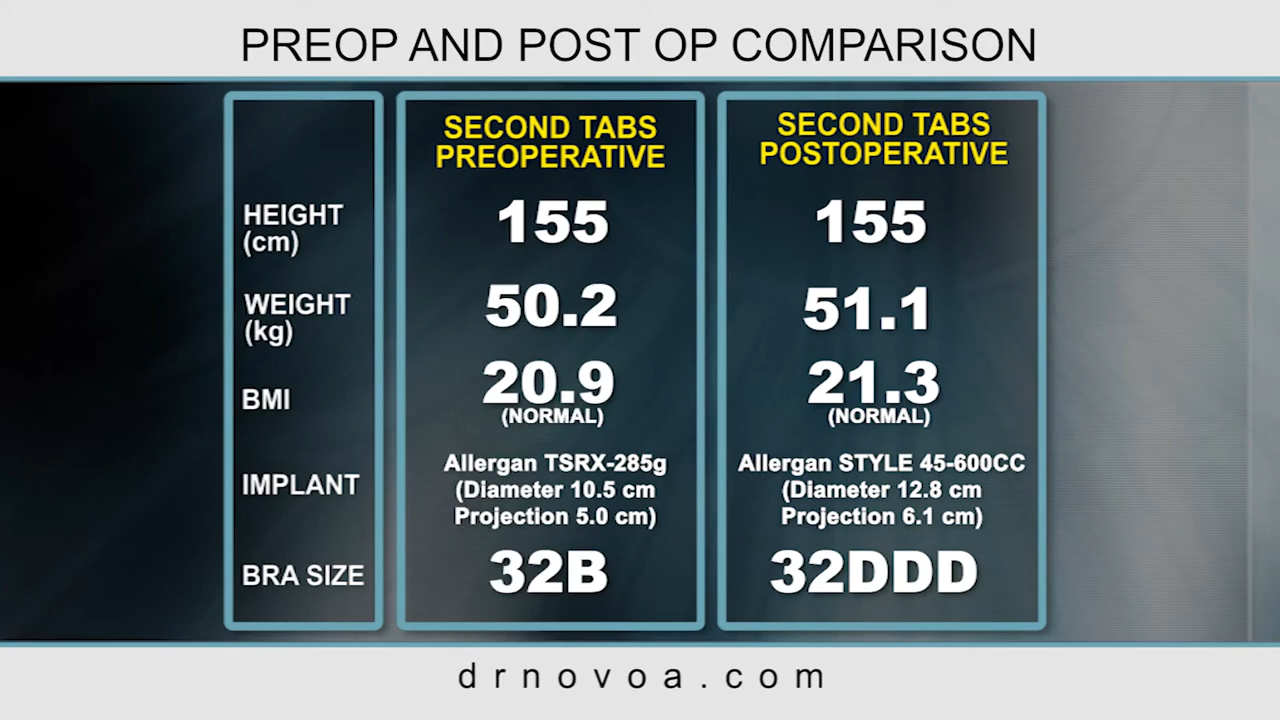 PREOP AND POST OP COMPARISON
SECOND TABS
PREOPERATIVE
SECOND TABS
POSTOPERATIVE
HEIGHT
(cm)
155
155
WEIGHT
(kg)
50.2
51.1
BMI
20.9
(NORMAL)
21.3
(NORMAL)
IMPLANT
Allergan TSRX-285g
(Diameter 10.5 cm
Projection 5.0 cm)
Allergan STYLE 45-600CC
(Diameter 12.8 cm
Projection 6.1 cm)
BRA SIZE
32B
32DDD
drnovoa.com